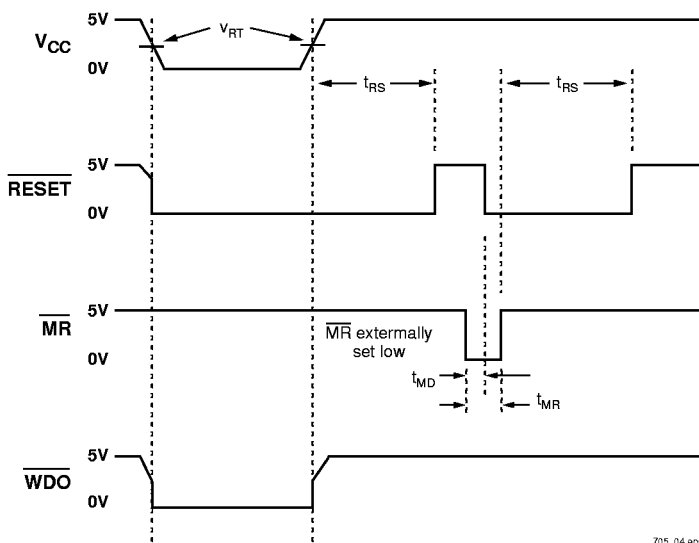 5V
VCC
0V
VRT
tRS
tRS
5V
RESET
0V
5V
MR
0V
MR extermally
set low
tMD
tMR
5V
WDO
0V